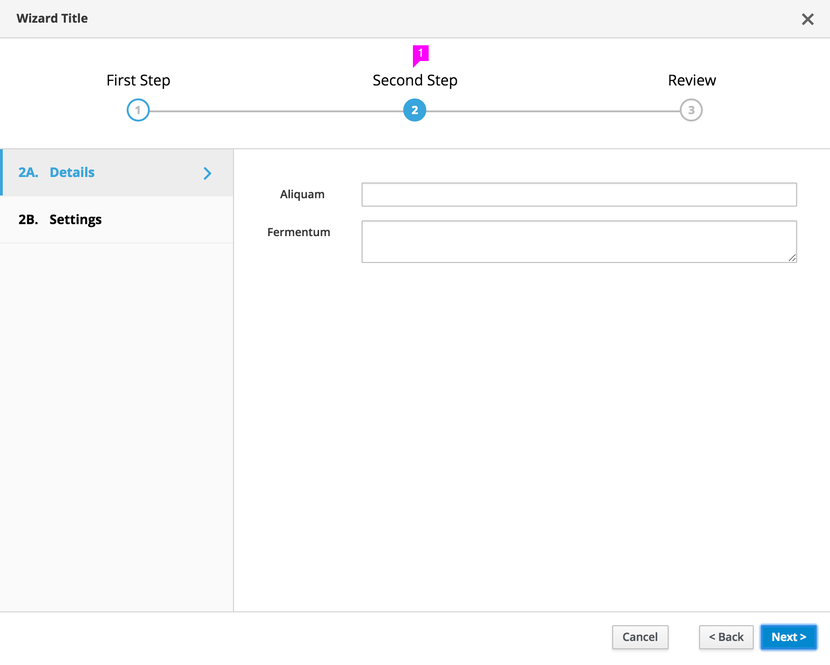 Wizard Title
1
First Step Second Step Review
1 2 3
2A. Details
2B. Settings
Aliquam
Fermentum
Cancel < Back Next >